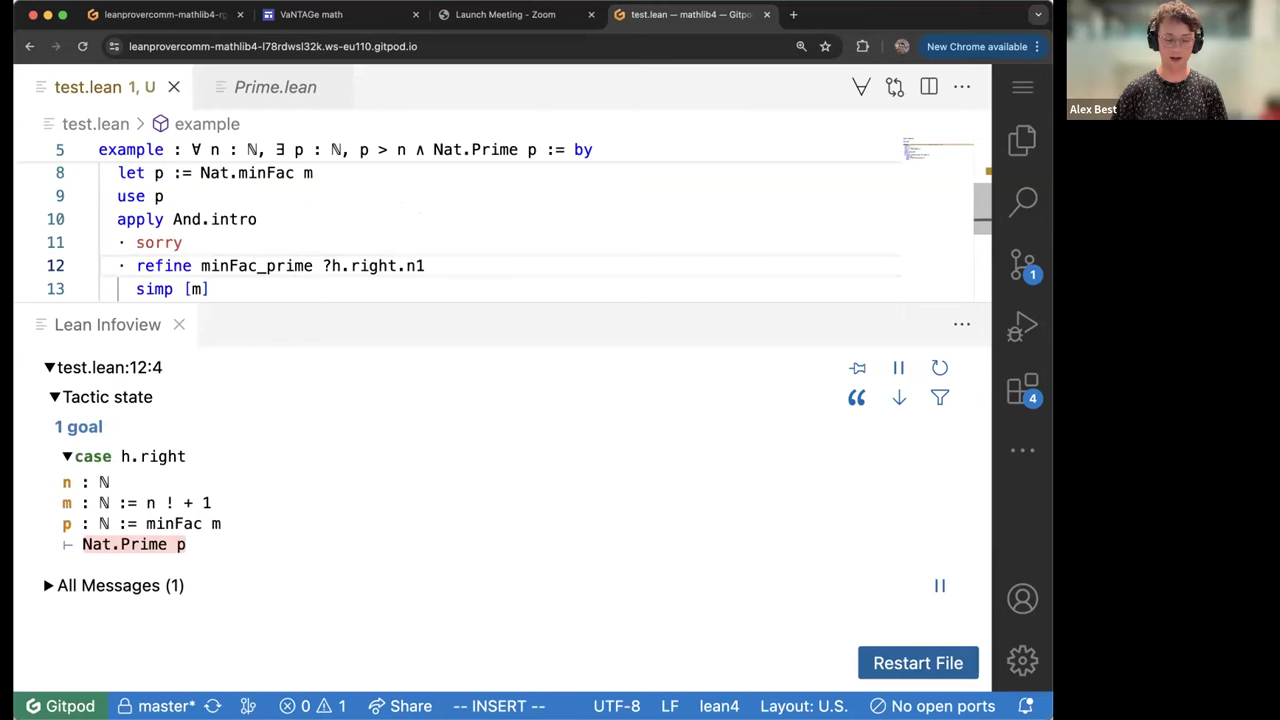 leanprovercomm-mathlib4-rg
VaNTAGe math
Launch Meeting - Zoom
test.lean — mathlib4 — Gitpo
leanprovercomm-mathlib4-l78rdwsl32k.ws-eu110.gitpod.io
New Chrome available
Alex Best
test.lean 1, U
Prime.lean
test.lean > example
5 example : ∀ n : ℕ, ∃ p : ℕ, p > n ∧ Nat.Prime p := by
8 let p := Nat.minFac m
9 use p
10 apply And.intro
11 · sorry
12 · refine minFac_prime ?h.right.n1
13 simp [m]
1
4
Lean Infoview
test.lean:12:4
Tactic state
1 goal
case h.right
n : ℕ
m : ℕ := n ! + 1
p : ℕ := minFac m
⊢ Nat.Prime p
All Messages (1)
Restart File
Gitpod master* 0 1 Share -- INSERT -- UTF-8 LF lean4 Layout: U.S. No open ports